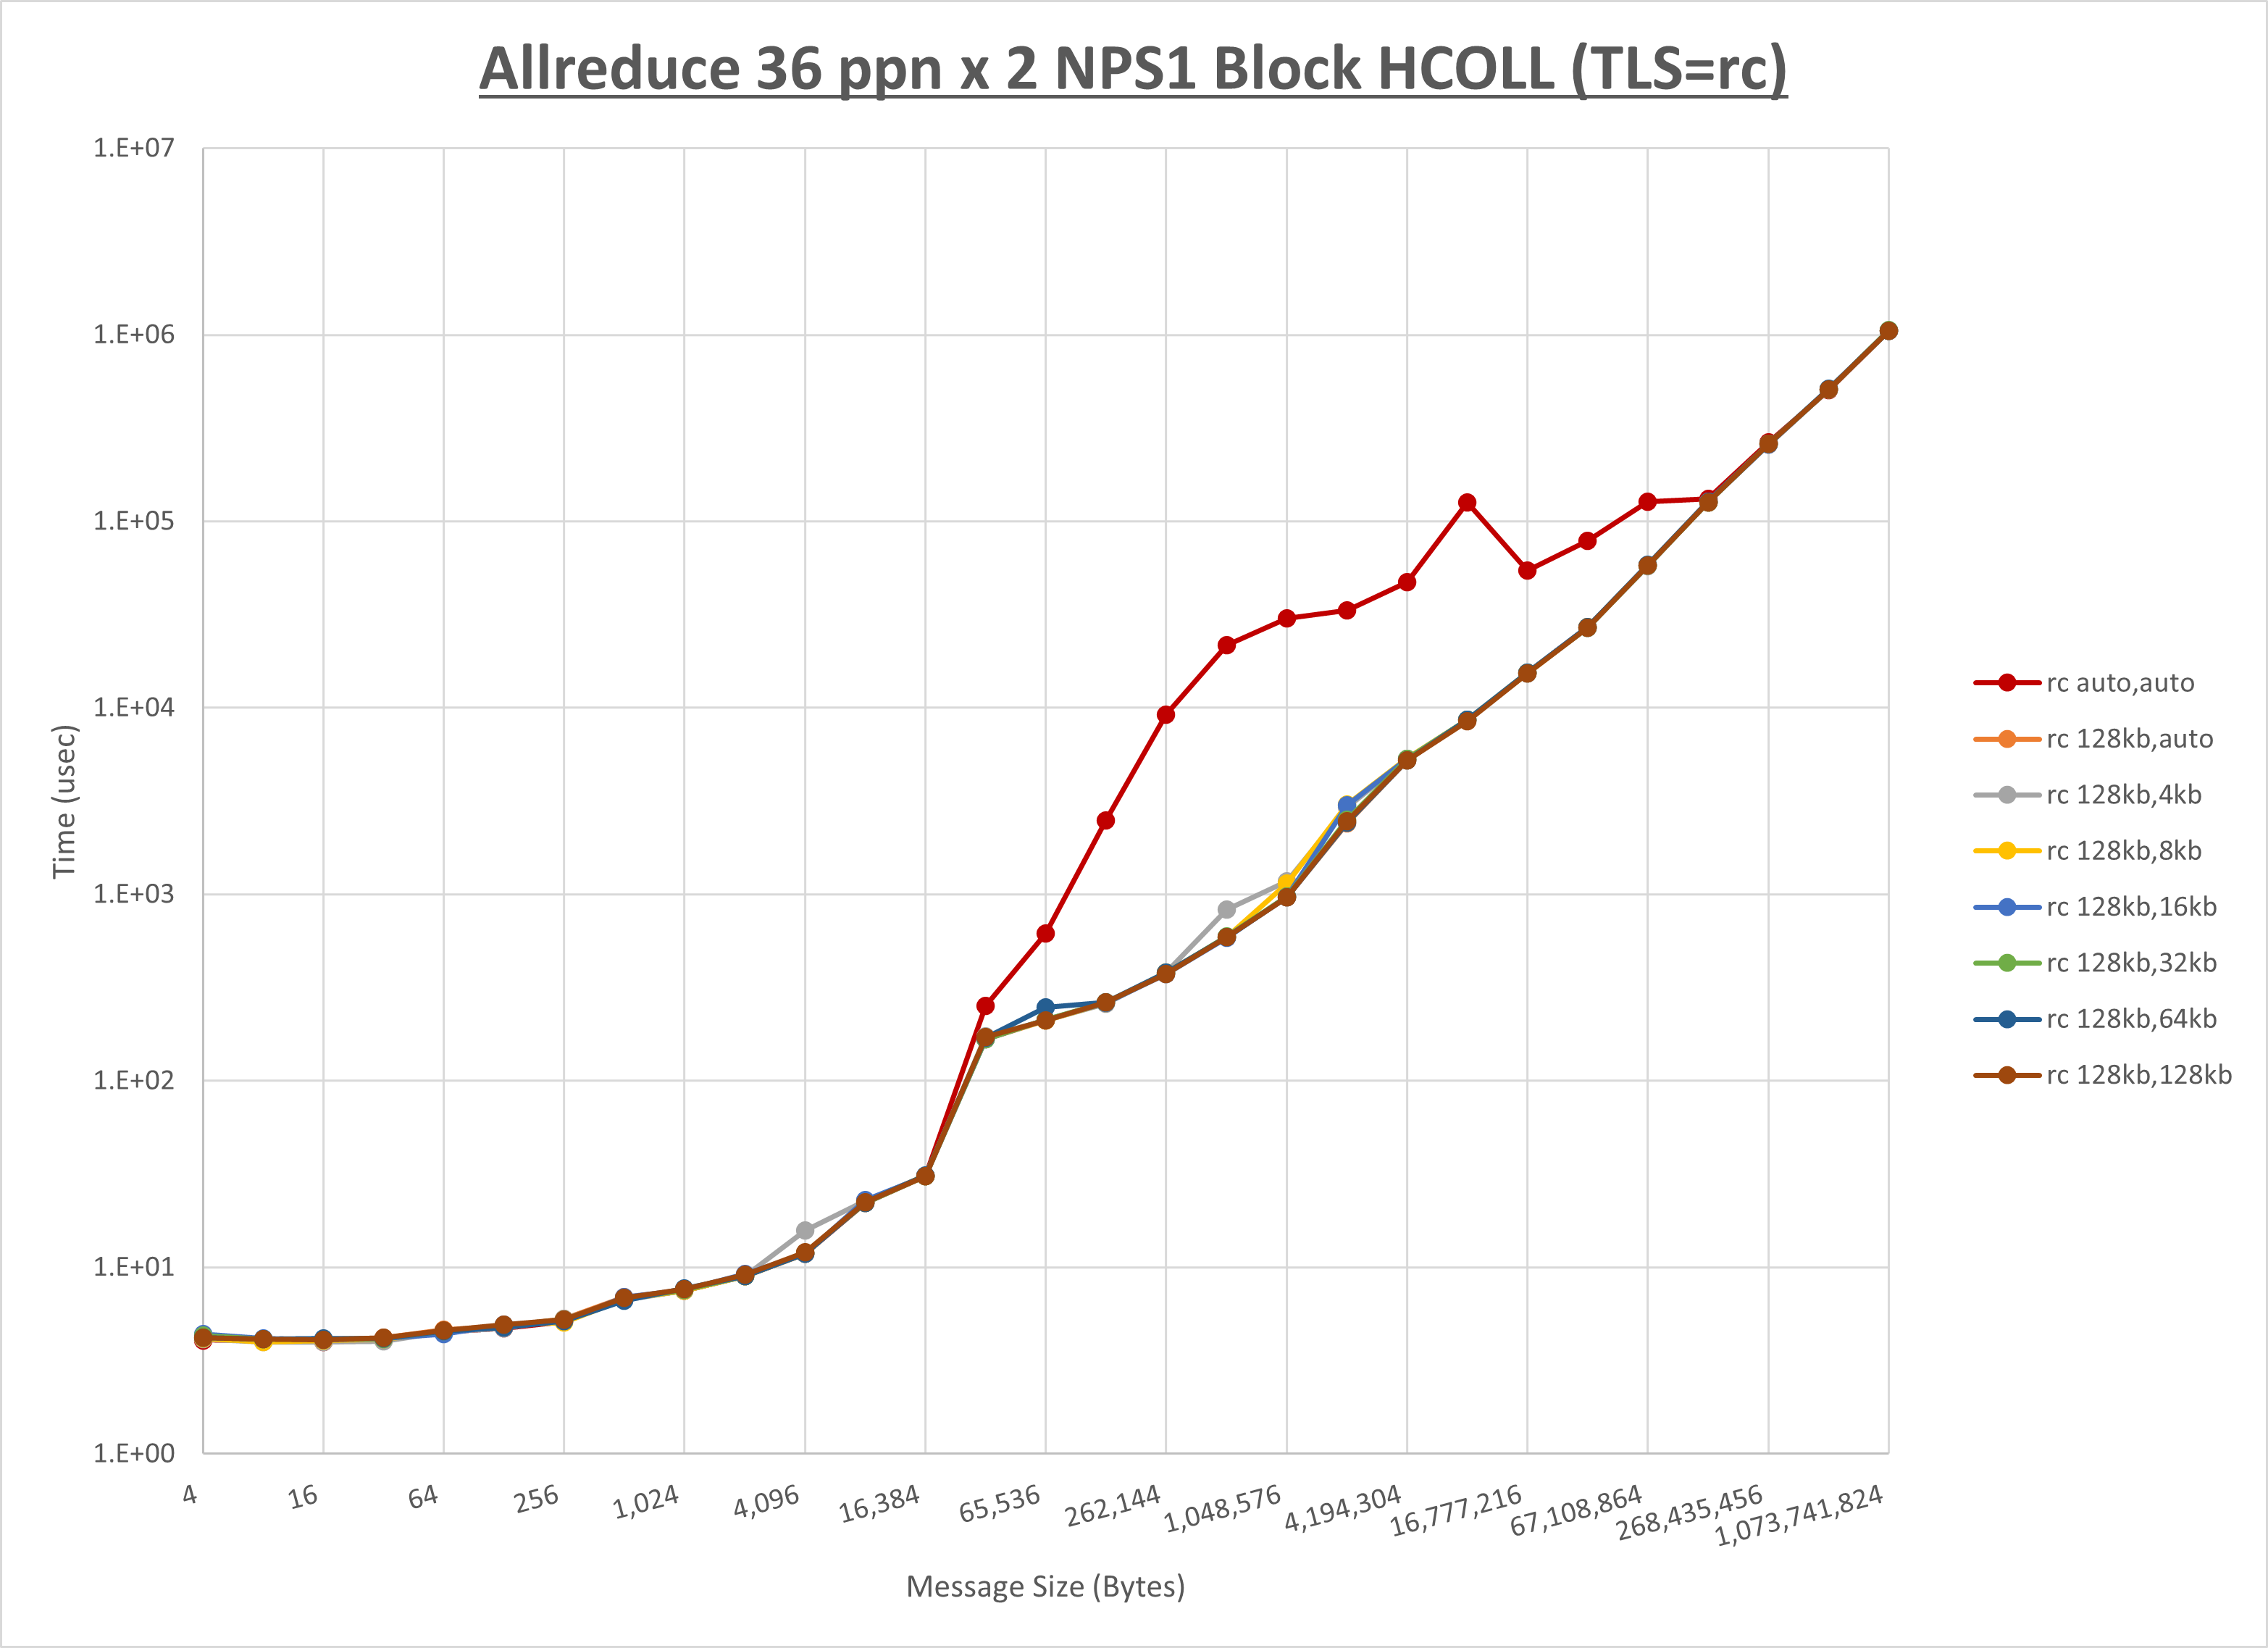 Allreduce 36 ppn x 2 NPS1 Block HCOLL (TLS=rc)
1.E+07
1.E+06
1.E+05
1.E+04
1.E+03
1.E+02
1.E+01
1.E+00
Time (usec)
4
16
64
256
1,024
4,096
16,384
65,536
262,144
1,048,576
4,194,304
16,777,216
67,108,864
268,435,456
1,073,741,824
Message Size (Bytes)
rc auto,auto
rc 128kb,auto
rc 128kb,4kb
rc 128kb,8kb
rc 128kb,16kb
rc 128kb,32kb
rc 128kb,64kb
rc 128kb,128kb